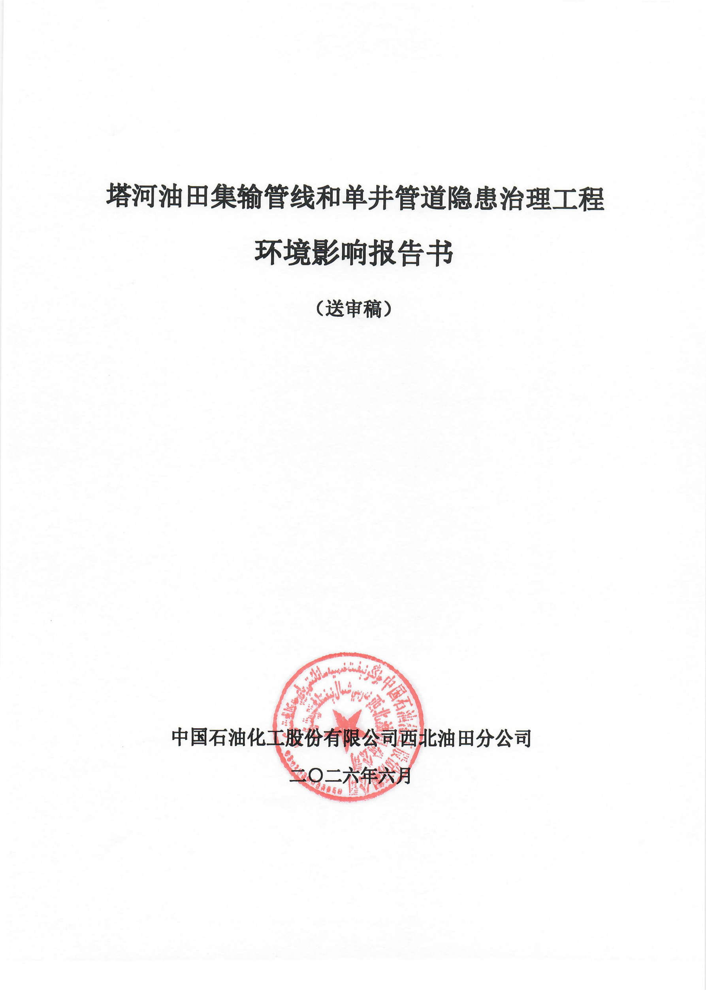 塔河油田集输管线和单井管道隐患治理工程
环境影响报告书
（送审稿）
中国石油化工股份有限公司西北油田分公司
二〇二六年六月